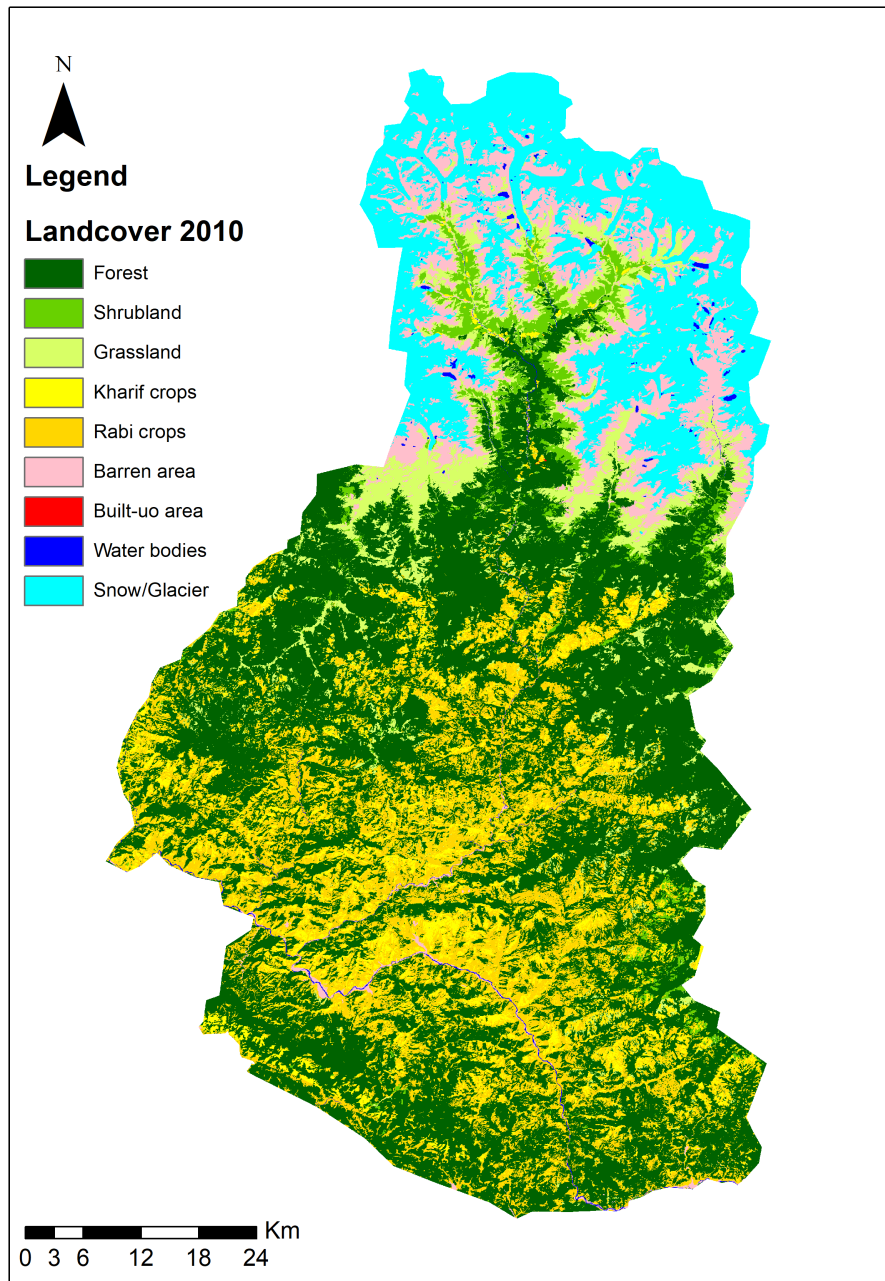 N
Legend
Landcover 2010
Forest
Shrubland
Grassland
Kharif crops
Rabi crops
Barren area
Built-uo area
Water bodies
Snow/Glacier
Km
0 3 6 12 18 24